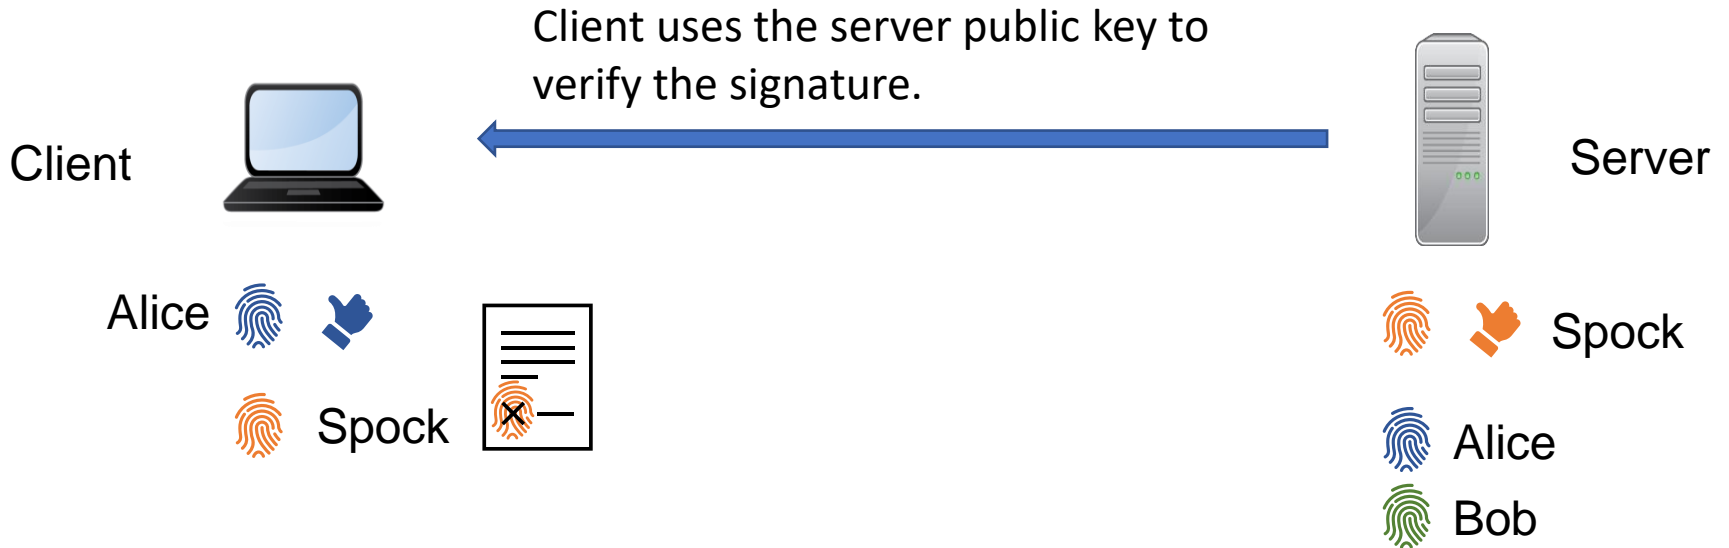 Client uses the server public key to
verify the signature.
Client
Server
Alice
Spock
Spock
Alice
Bob